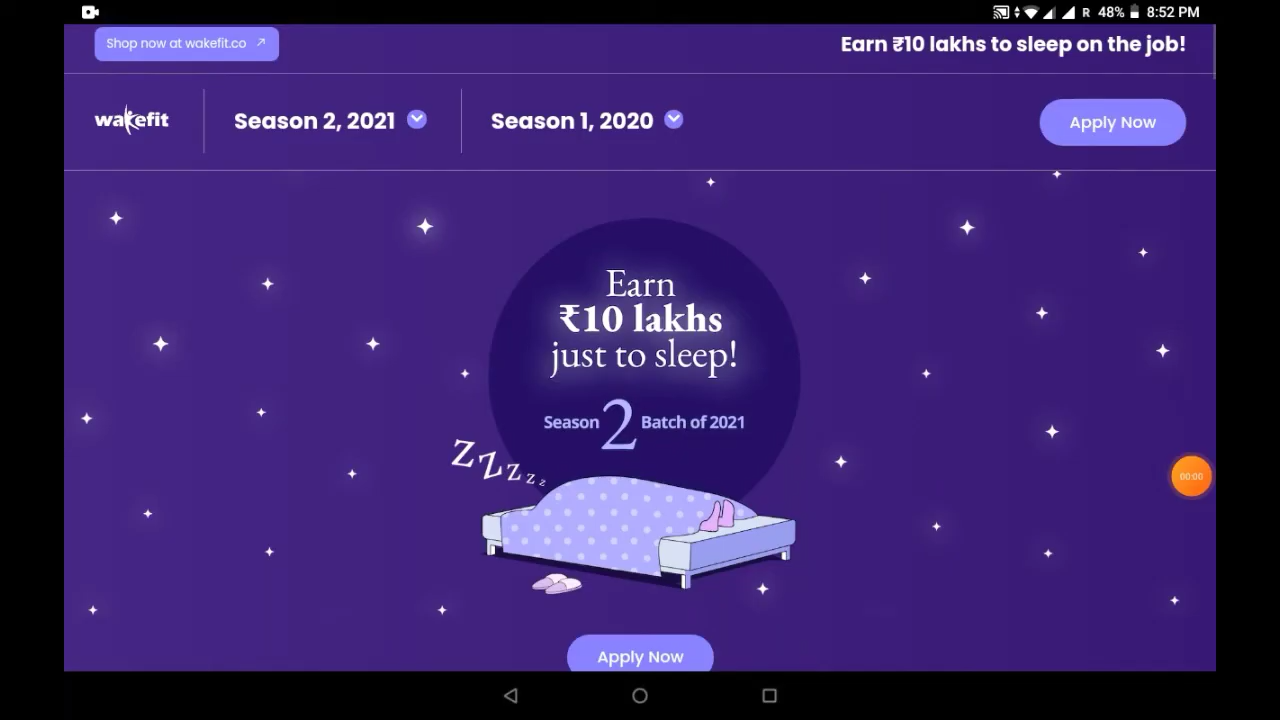 R 48% 8:52 PM
Shop now at wakefit.co
Earn ₹10 lakhs to sleep on the job!
wakefit
Season 2, 2021
Season 1, 2020
Apply Now
Earn
₹10 lakhs
just to sleep!
Season 2 Batch of 2021
Z Z Z Z Z
00:00
Apply Now